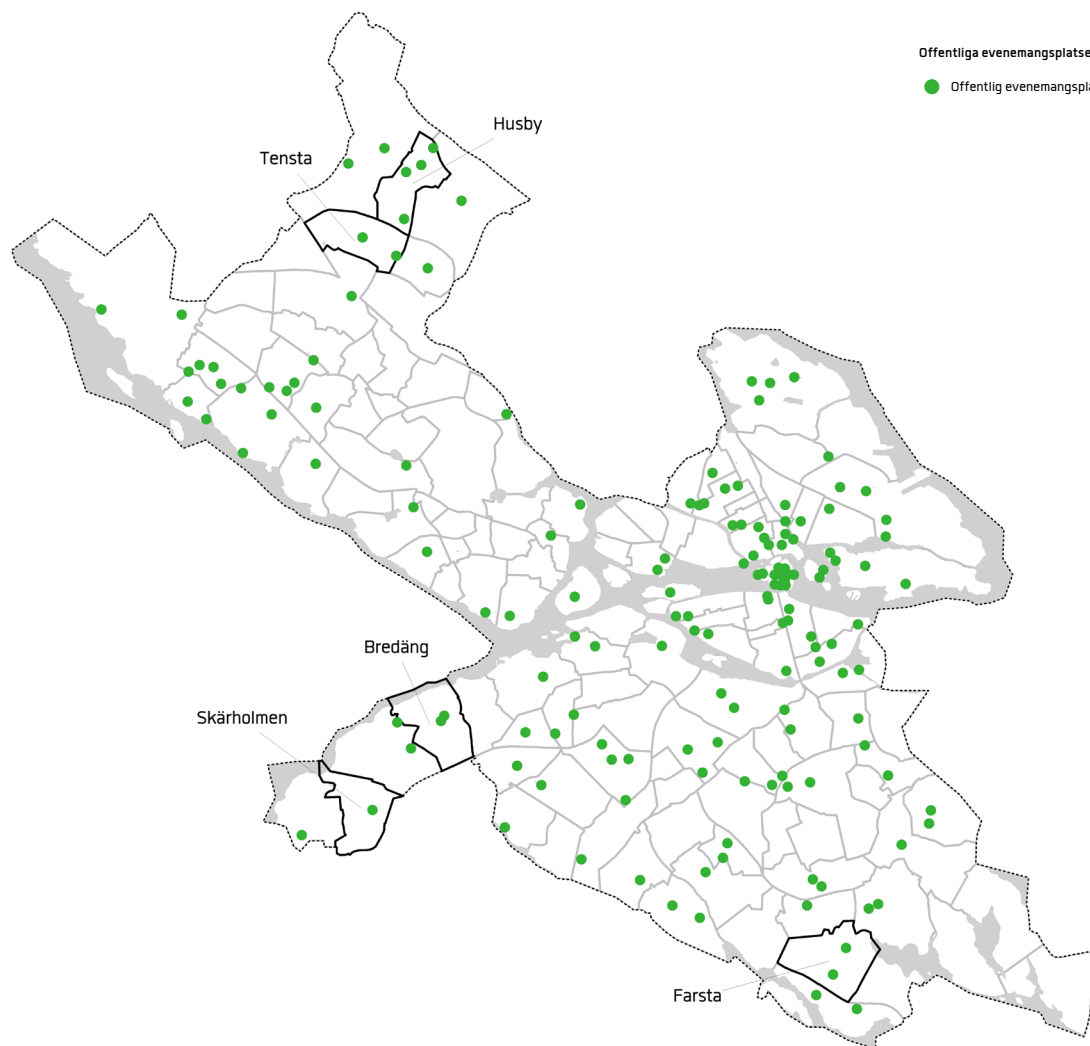 Offentliga evenemangsplatse
Offentlig evenemangspla
Husby
Tensta
Bredäng
Skärholmen
Farsta